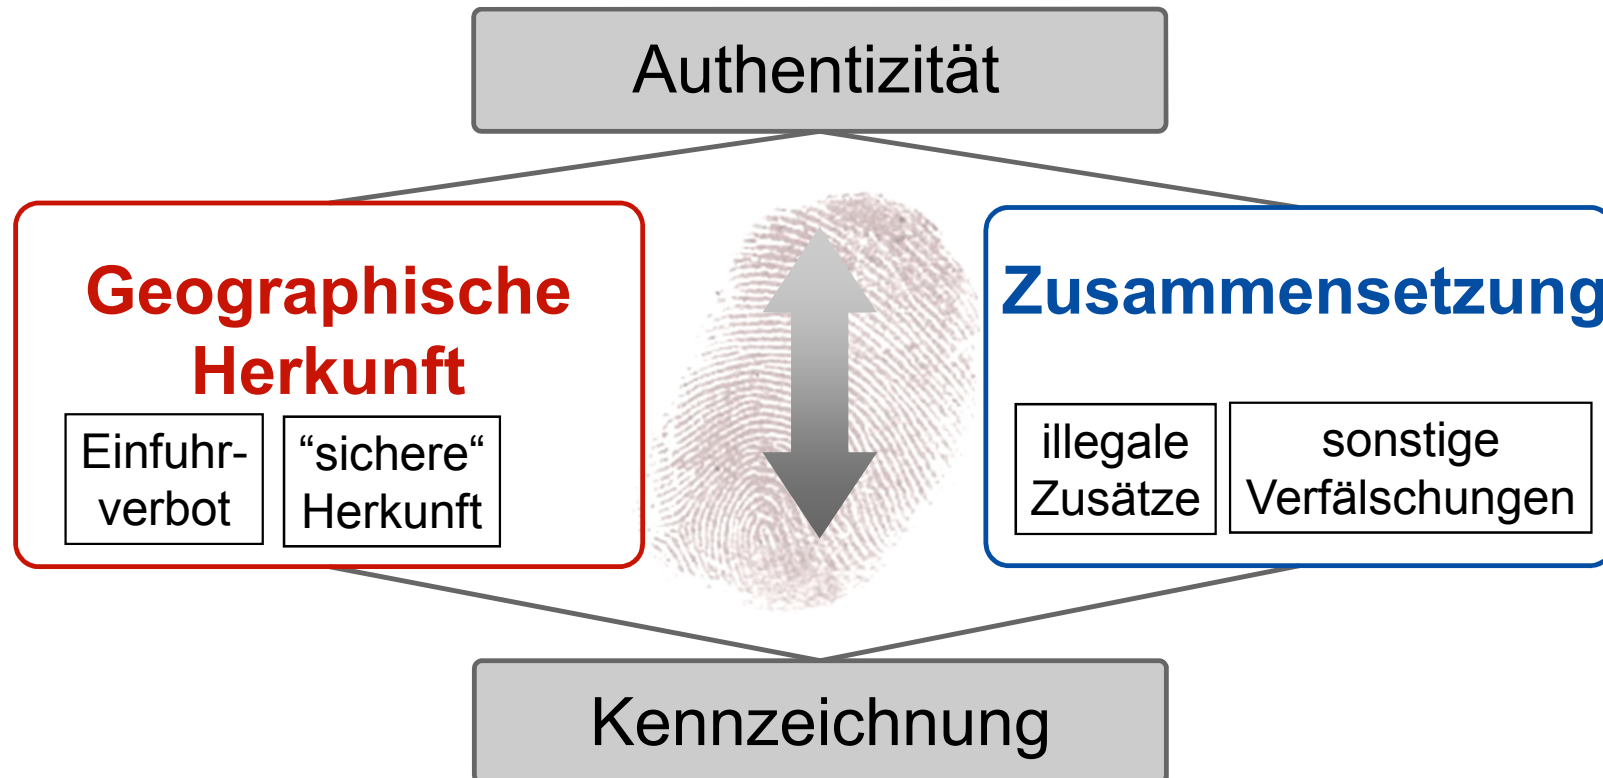 Authentizität
Geographische
Herkunft
Einfuhr-
verbot
“sichere“
Herkunft
Zusammensetzung
illegale
Zusätze
sonstige
Verfälschungen
Kennzeichnung